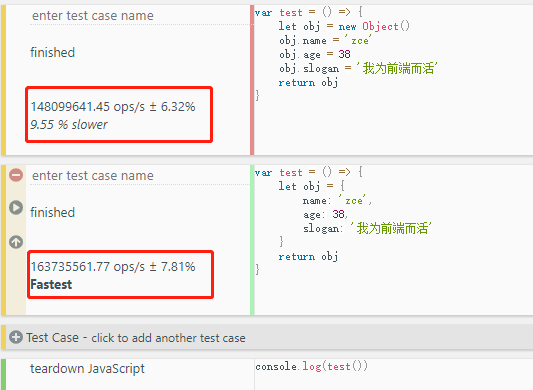 enter test case name
finished
148099641.45 ops/s ± 6.32%
9.55 % slower
var test = () => {
    let obj = new Object()
    obj.name = 'zce'
    obj.age = 38
    obj.slogan = '我为前端而活'
    return obj
}
enter test case name
finished
163735561.77 ops/s ± 7.81%
Fastest
var test = () => {
    let obj = {
        name: 'zce',
        age: 38,
        slogan: '我为前端而活'
    }
    return obj
}
Test Case - click to add another test case
teardown JavaScript
console.log(test())